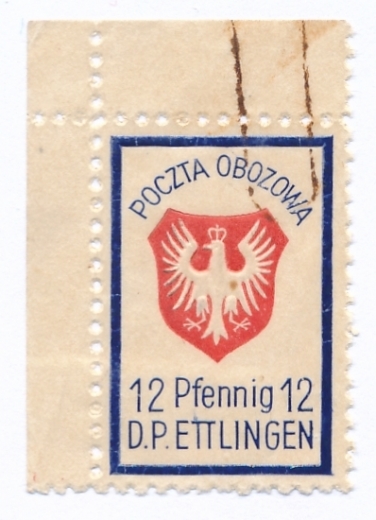 POCZTA OBOZOWA
12 Pfennig 12
D.P. ETTLINGEN